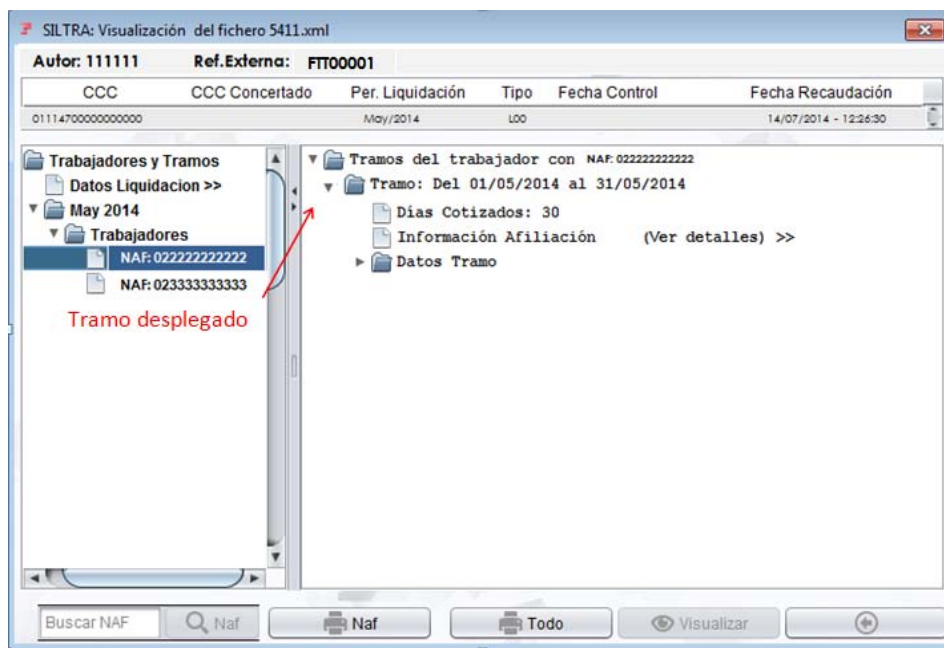 SILTRA: Visualización del fichero 5411.xml
Autor: 111111 Ref.Externa: FTT00001
CCC CCC Concertado Per. Liquidación Tipo Fecha Control Fecha Recaudación
01114700000000000 May/2014 L00 14/07/2014 - 12:26:30
Trabajadores y Tramos
Datos Liquidacion >>
May 2014
Trabajadores
NAF: 022222222222
NAF: 023333333333
Tramo desplegado
Tramos del trabajador con NAF: 022222222222
Tramo: Del 01/05/2014 al 31/05/2014
Días Cotizados: 30
Información Afiliación (Ver detalles) >>
Datos Tramo
Buscar NAF Naf Naf Todo Visualizar